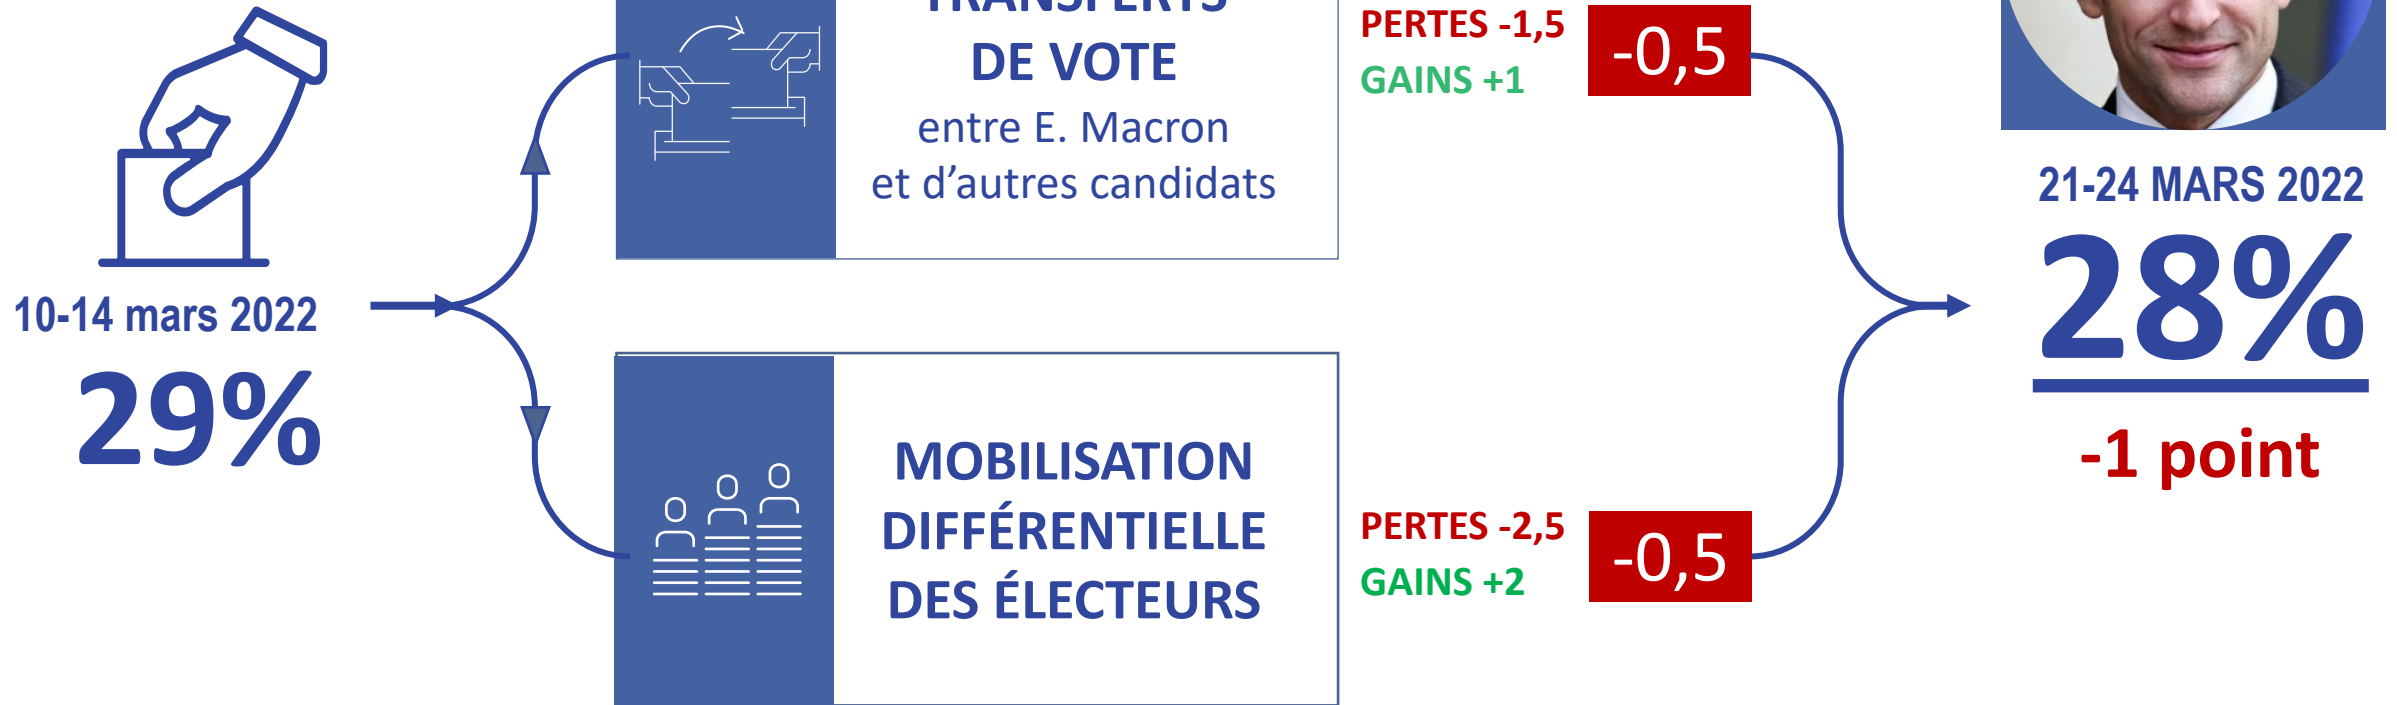 TRANSFERTS
DE VOTE
entre E. Macron
et d'autres candidats
PERTES -1,5
GAINS +1
-0,5
10-14 mars 2022
29%
MOBILISATION
DIFFÉRENTIELLE
DES ÉLECTEURS
PERTES -2,5
GAINS +2
-0,5
21-24 MARS 2022
28%
-1 point